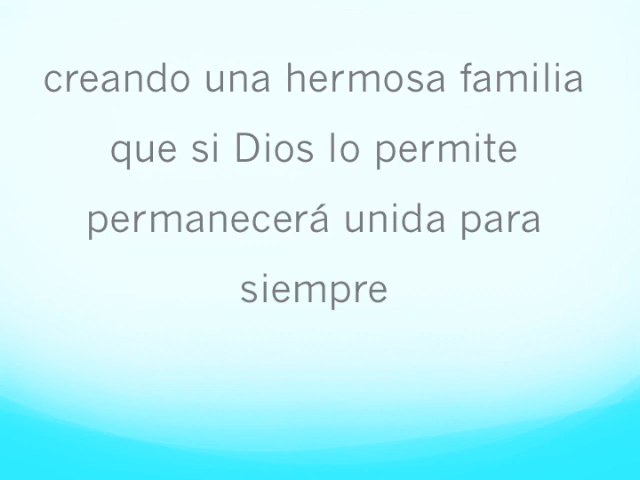 creando una hermosa familia
que si Dios lo permite
permanecerá unida para
siempre